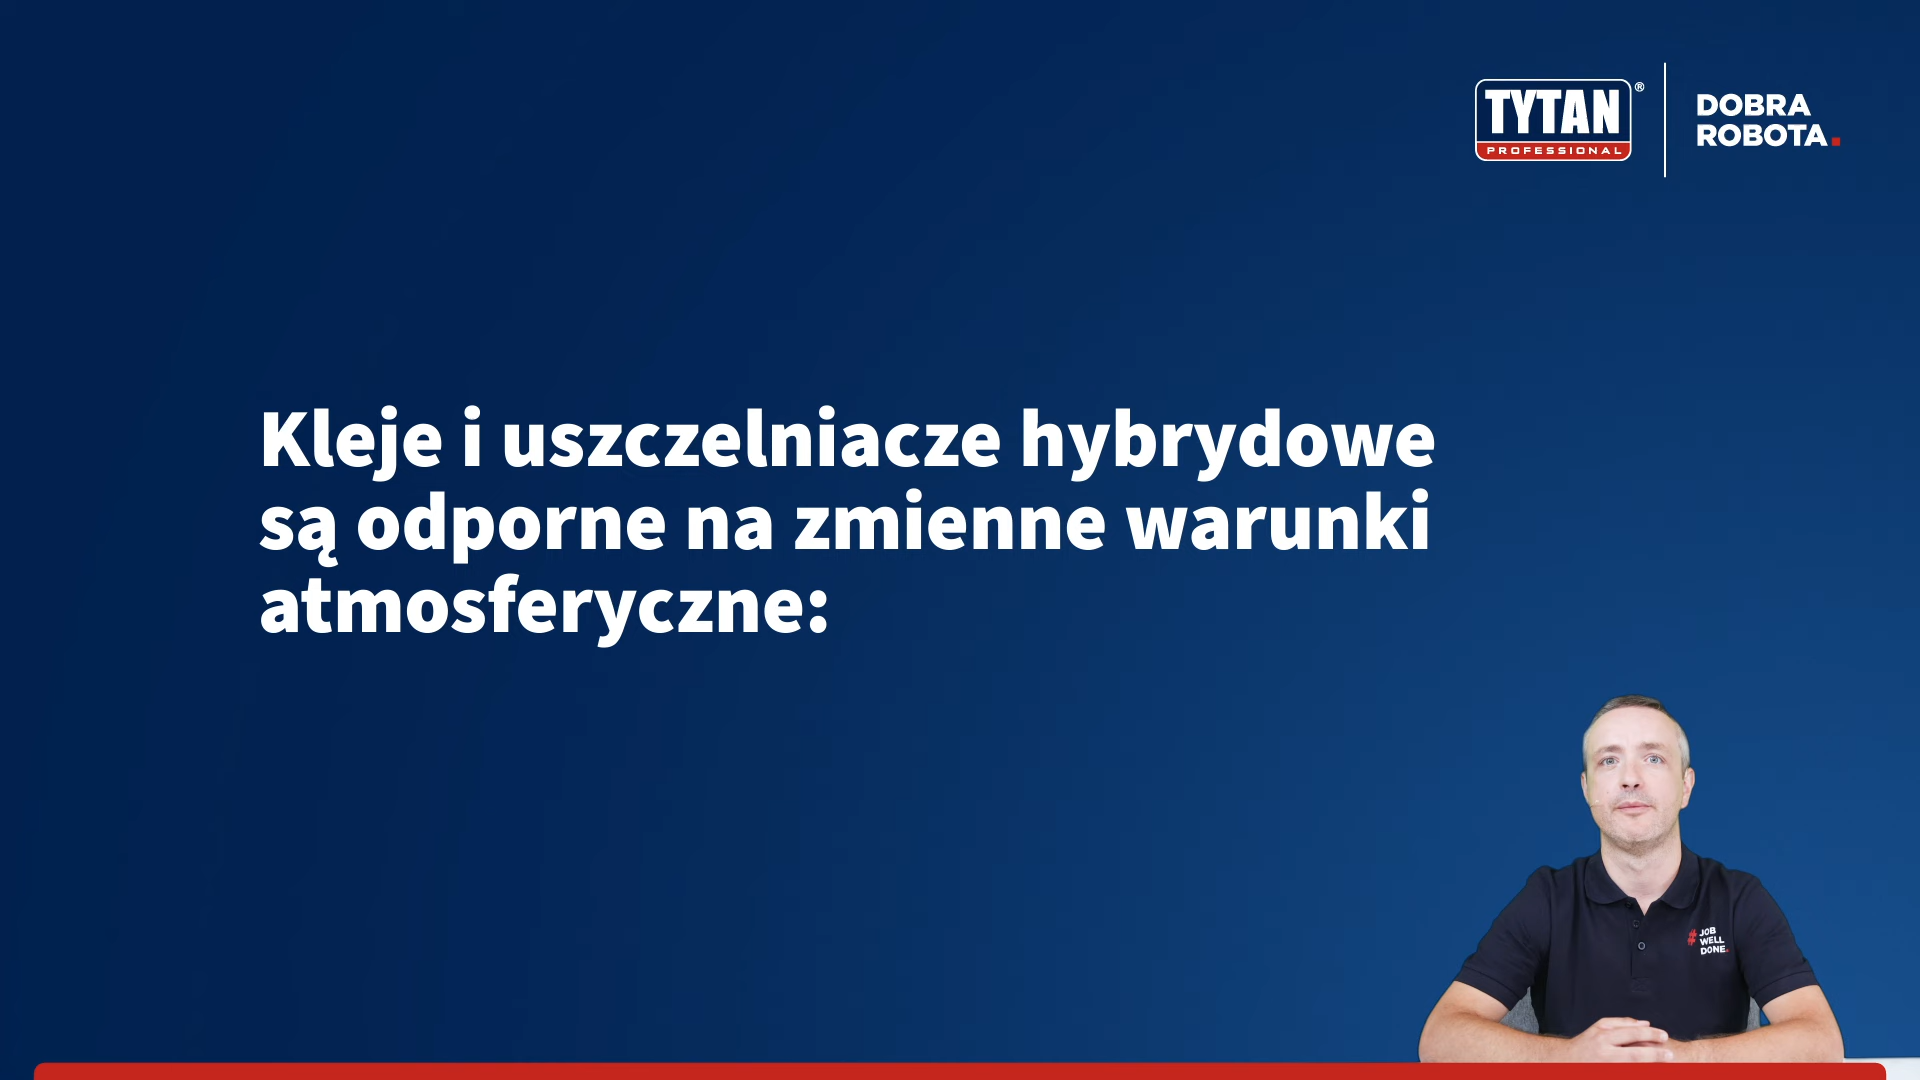 TYTAN®
PROFESSIONAL
DOBRA
ROBOTA.
Kleje i uszczelniacze hybrydowe
są odporne na zmienne warunki
atmosferyczne:
# JOB
WELL
DONE.